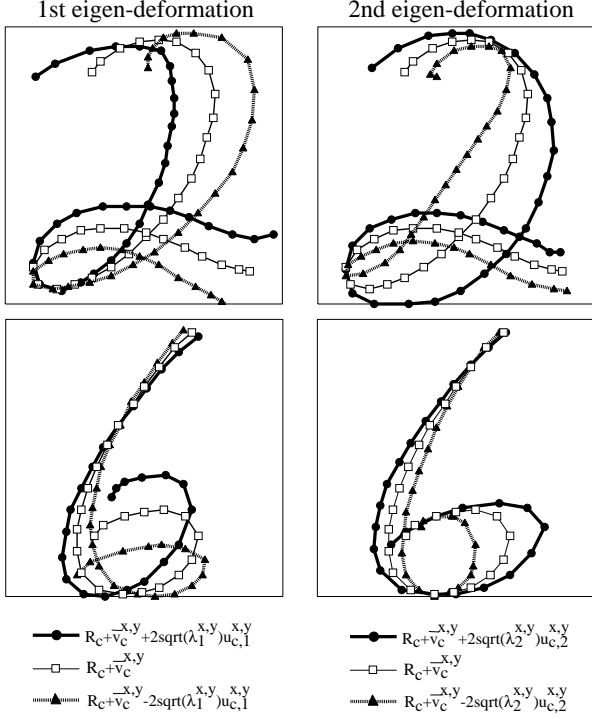 1st eigen-deformation
2nd eigen-deformation
R_c+v̅_c^{x,y}+2sqrt(λ_1^{x,y})u_{c,1}^{x,y}
R_c+v̅_c^{x,y}
R_c+v̅_c^{x,y}-2sqrt(λ_1^{x,y})u_{c,1}^{x,y}
R_c+v̅_c^{x,y}+2sqrt(λ_2^{x,y})u_{c,2}^{x,y}
R_c+v̅_c^{x,y}
R_c+v̅_c^{x,y}-2sqrt(λ_2^{x,y})u_{c,2}^{x,y}